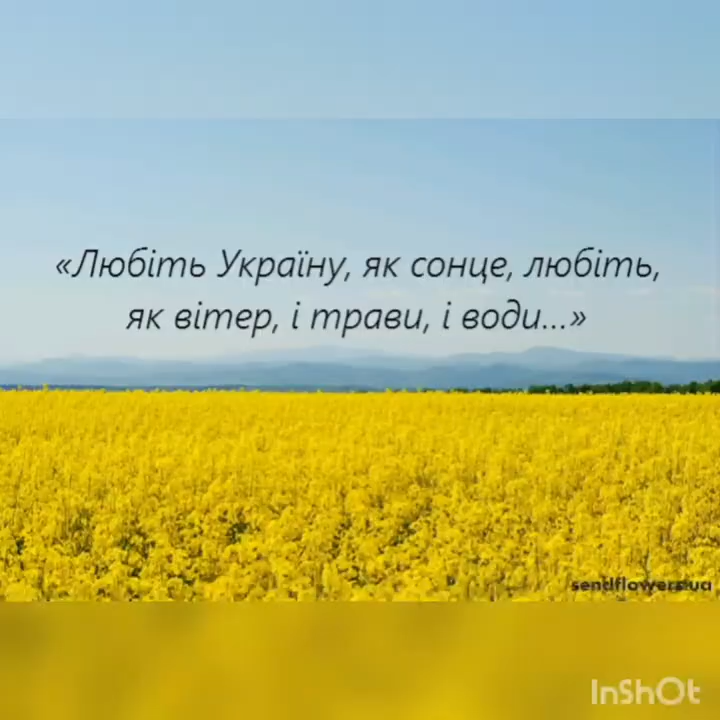 «Любіть Україну, як сонце, любіть,
як вітер, і трави, і води...»
sendflowers.ua
InShOt